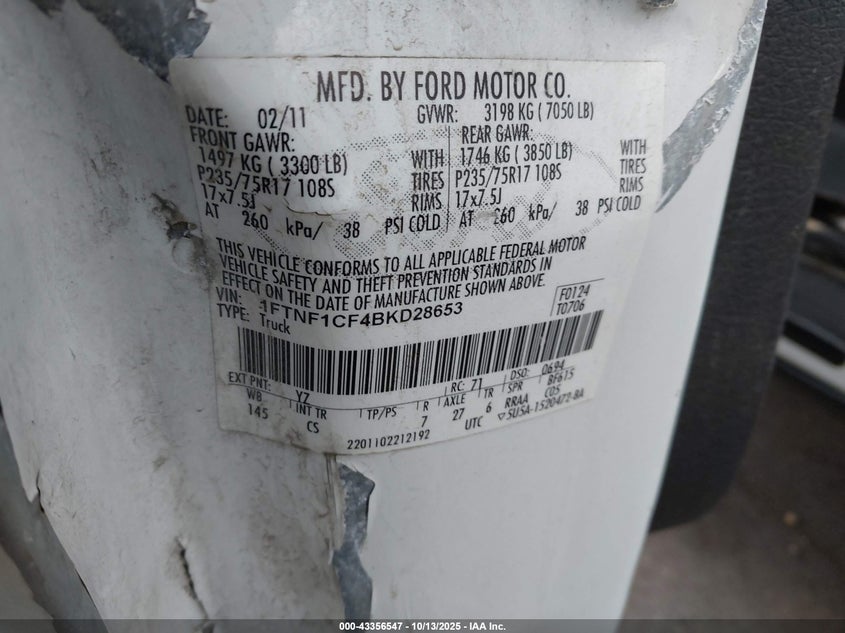 MFD. BY FORD MOTOR CO.
DATE: 02/11 GVWR: 3198 KG ( 7050 LB)
FRONT GAWR: REAR GAWR:
1497 KG ( 3300 LB) WITH 1746 KG ( 3850 LB) WITH
P235/75R17 108S TIRES P235/75R17 108S TIRES
17x7.5J RIMS 17x7.5J RIMS
AT 260 kPa/ 38 PSI COLD AT 260 kPa/ 38 PSI COLD
THIS VEHICLE CONFORMS TO ALL APPLICABLE FEDERAL MOTOR
VEHICLE SAFETY AND THEFT PREVENTION STANDARDS IN
EFFECT ON THE DATE OF MANUFACTURE SHOWN ABOVE.
VIN: 1FTNF1CF4BKD28653 F0124
TYPE: Truck T0706
EXT PNT: Y7 RC: 71 DSO: 0694
WB INT TR TP/PS R AXLE TR SPR BF615
145 CS 7 27 6 RRAA C05
UTC ▽5U5A-1520472-BA
2201102212192
000-43356547 | 10/13/2025 - IAA Inc.